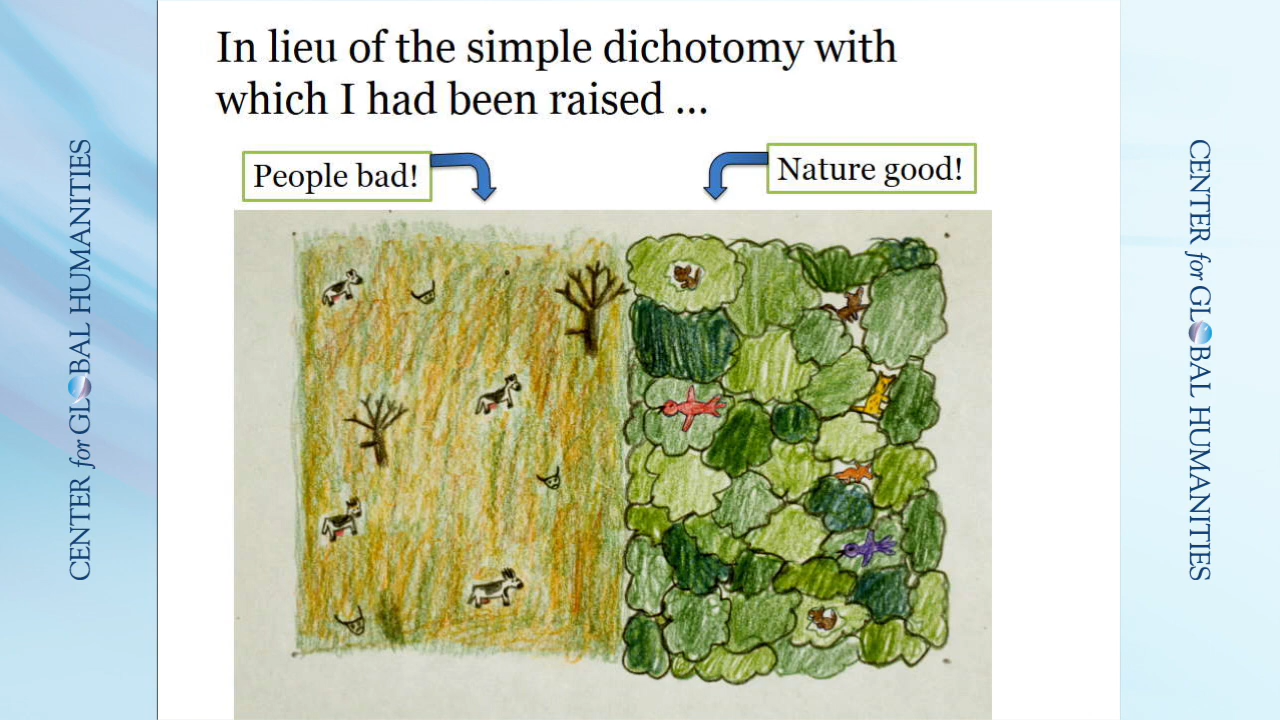 In lieu of the simple dichotomy with
which I had been raised ...
People bad!
Nature good!
CENTER for GLOBAL HUMANITIES
CENTER for GLOBAL HUMANITIES